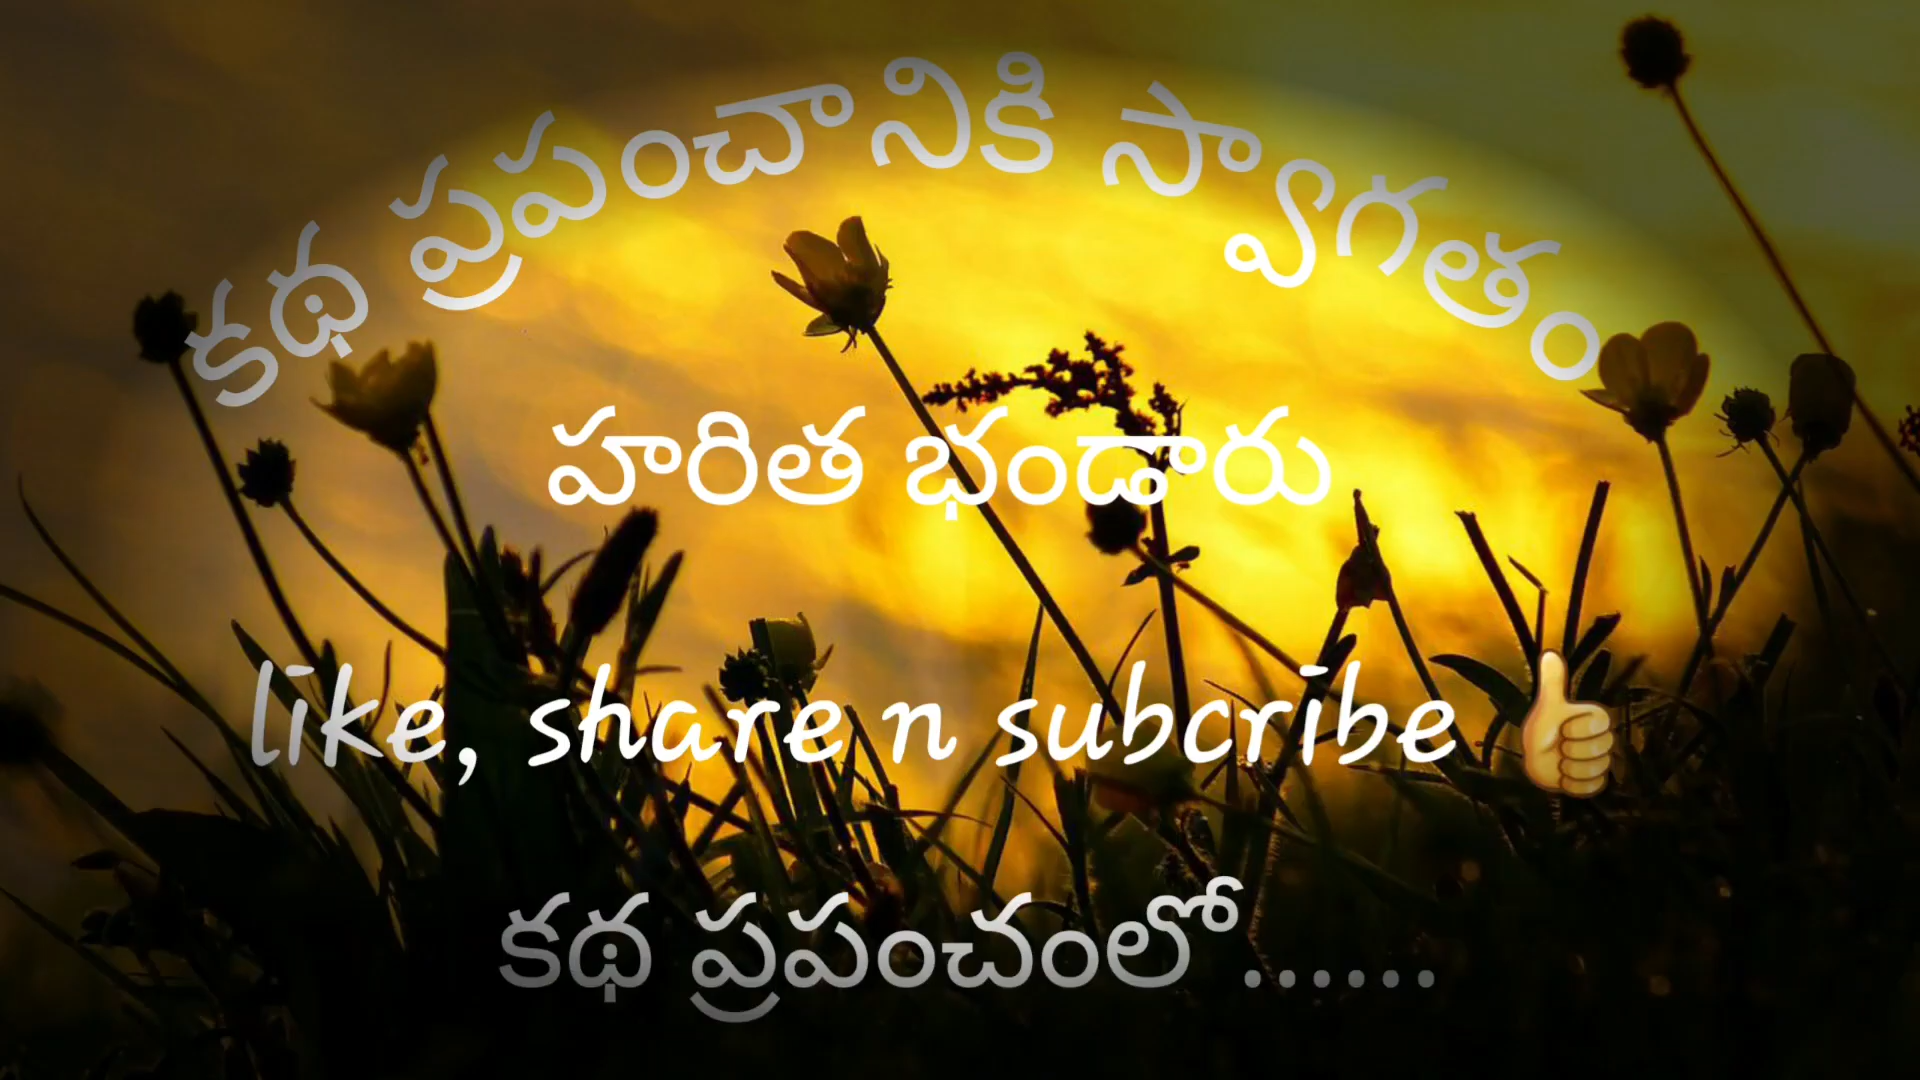 కథ ప్రపంచానికి స్వాగతం
హరిత భండారు
like, share n subcribe 👍
కథ ప్రపంచంలో......